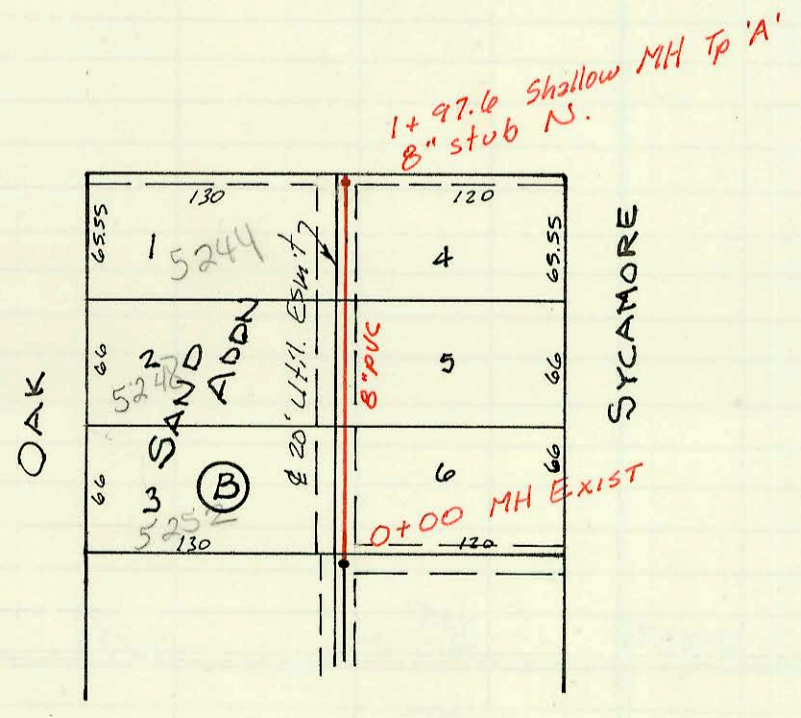 1+97.6 Shallow MH Tp 'A'
8" stub N.
130
120
65.55
1
5244
4
65.55
SYCAMORE
OAK
66
2
5248
SAND ADDN
℄ 20' Util. Esm't
8" PVC
5
66
66
3
5252
B
130
6
66
0+00 MH EXIST
120